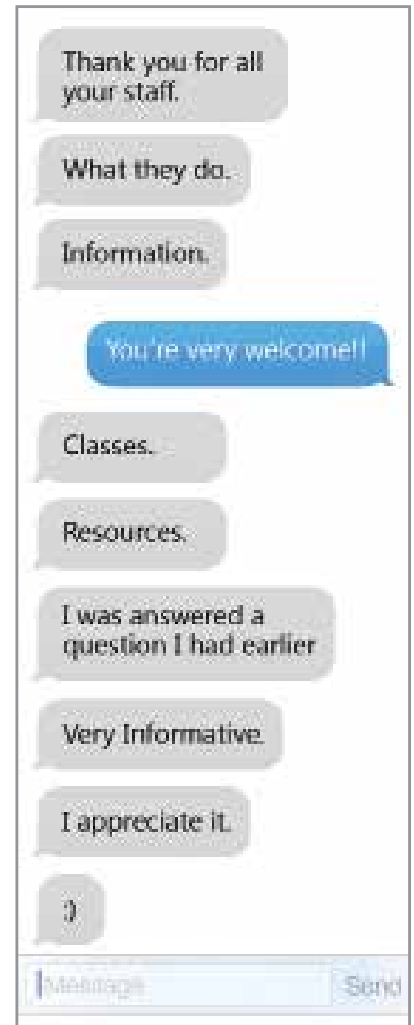 Thank you for all
your staff.
What they do.
Information.
You're very welcome!!
Classes.
Resources.
I was answered a
question I had earlier
Very Informative.
I appreciate it.
:)
Message
Send